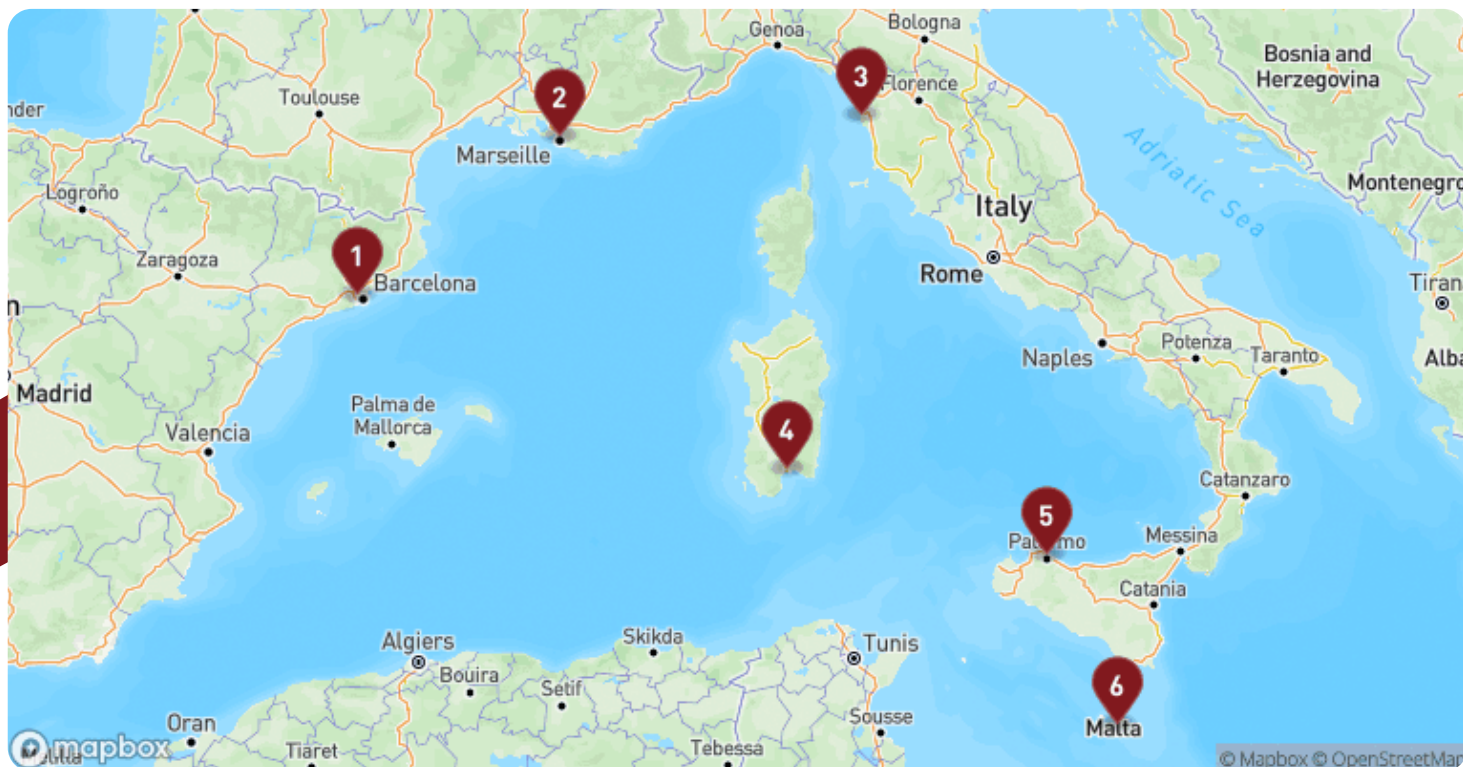 Genoa
Bologna
Bosnia and
Herzegovina
3
Florence
2
Toulouse
nder
Marseille
Adriatic Sea
Logroño
Montenegro
Italy
1
Zaragoza
Barcelona
Rome
Tiran
n
Naples
Potenza
Taranto
Alba
Madrid
Palma de
Mallorca
Valencia
4
Catanzaro
5
Palermo
Messina
Catania
Algiers
Skikda
Tunis
Bouira
Setif
6
Malta
Oran
Sousse
Tiaret
Tebessa
mapbox
Melilla
© Mapbox © OpenStreetMap